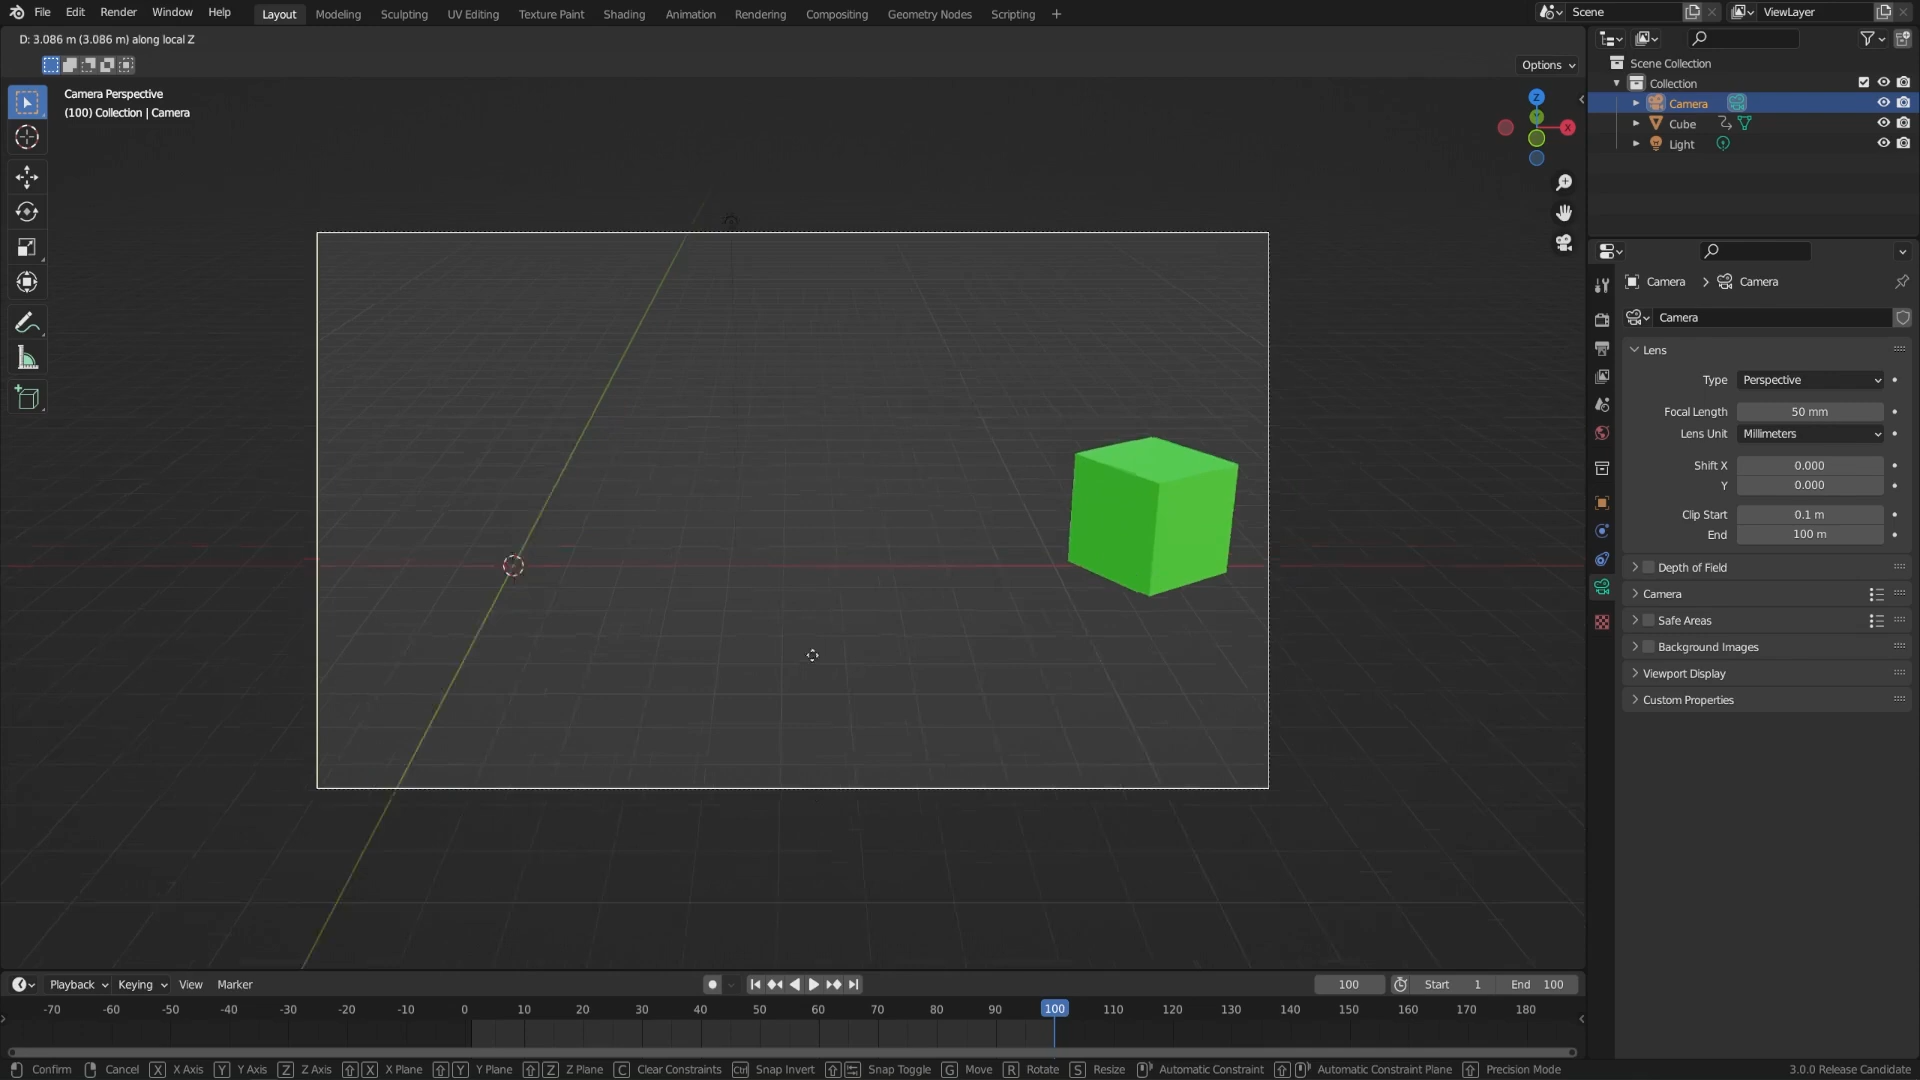 File Edit Render Window Help Layout Modeling Sculpting UV Editing Texture Paint Shading Animation Rendering Compositing Geometry Nodes Scripting + Scene ViewLayer
D: 3.086 m (3.086 m) along local Z
Options
Camera Perspective
(100) Collection | Camera
Z
X
Scene Collection
Collection
Camera
Cube
Light
Camera > Camera
Camera
Lens
Type Perspective
Focal Length 50 mm
Lens Unit Millimeters
Shift X 0.000
Y 0.000
Clip Start 0.1 m
End 100 m
Depth of Field
Camera
Safe Areas
Background Images
Viewport Display
Custom Properties
Playback Keying View Marker 100 Start 1 End 100
-70 -60 -50 -40 -30 -20 -10 0 10 20 30 40 50 60 70 80 90 100 110 120 130 140 150 160 170 180
Confirm Cancel X X Axis Y Y Axis Z Z Axis X X Plane Y Y Plane Z Z Plane C Clear Constraints Ctrl Snap Invert Snap Toggle G Move R Rotate S Resize Automatic Constraint Automatic Constraint Plane Precision Mode 3.0.0 Release Candidate